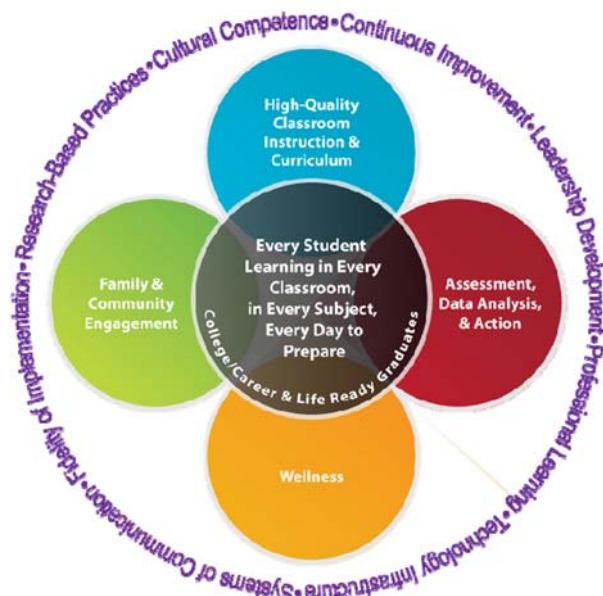 Fidelity of Implementation•Research-Based Practices•Cultural Competence•Continuous Improvement•Leadership Development•Professional Learning•Technology Infrastructure•Systems of Communication•
High-Quality
Classroom
Instruction &
Curriculum
Family &
Community
Engagement
Every Student
Learning in Every
Classroom,
in Every Subject,
Every Day to
Prepare
College/Career & Life Ready Graduates
Assessment,
Data Analysis,
& Action
Wellness